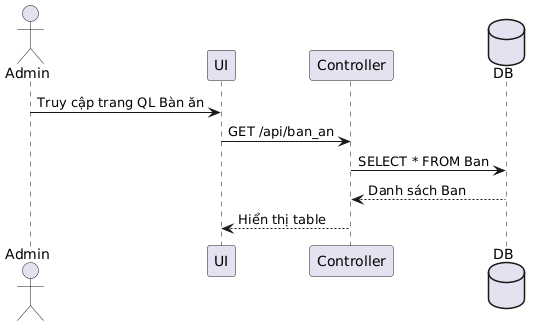 Admin
UI
Controller
DB
Truy cập trang QL Bàn ăn
GET /api/ban_an
SELECT * FROM Ban
Danh sách Ban
Hiển thị table
Admin
UI
Controller
DB